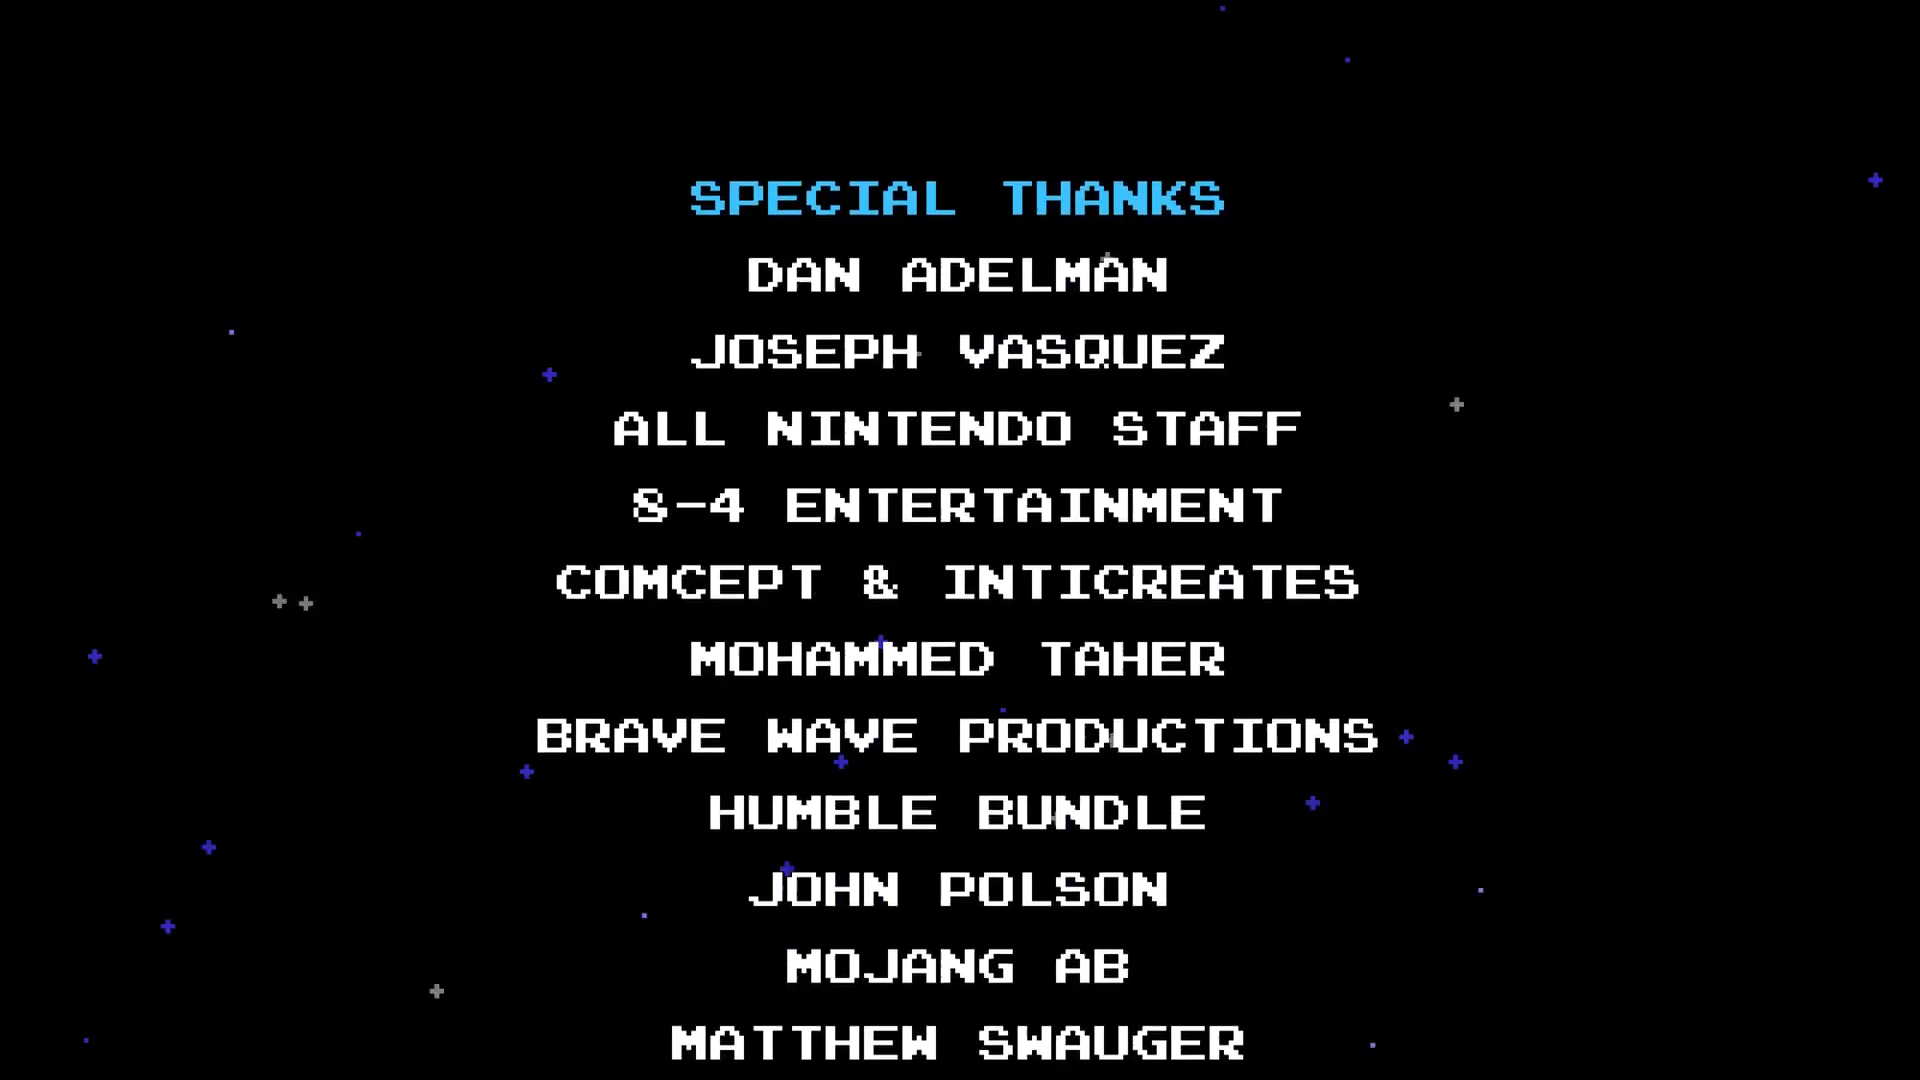 SPECIAL THANKS
DAN ADELMAN
JOSEPH VASQUEZ
ALL NINTENDO STAFF
8-4 ENTERTAINMENT
COMCEPT & INTICREATES
MOHAMMED TAHER
BRAVE WAVE PRODUCTIONS
HUMBLE BUNDLE
JOHN POLSON
MOJANG AB
MATTHEW SWAUGER